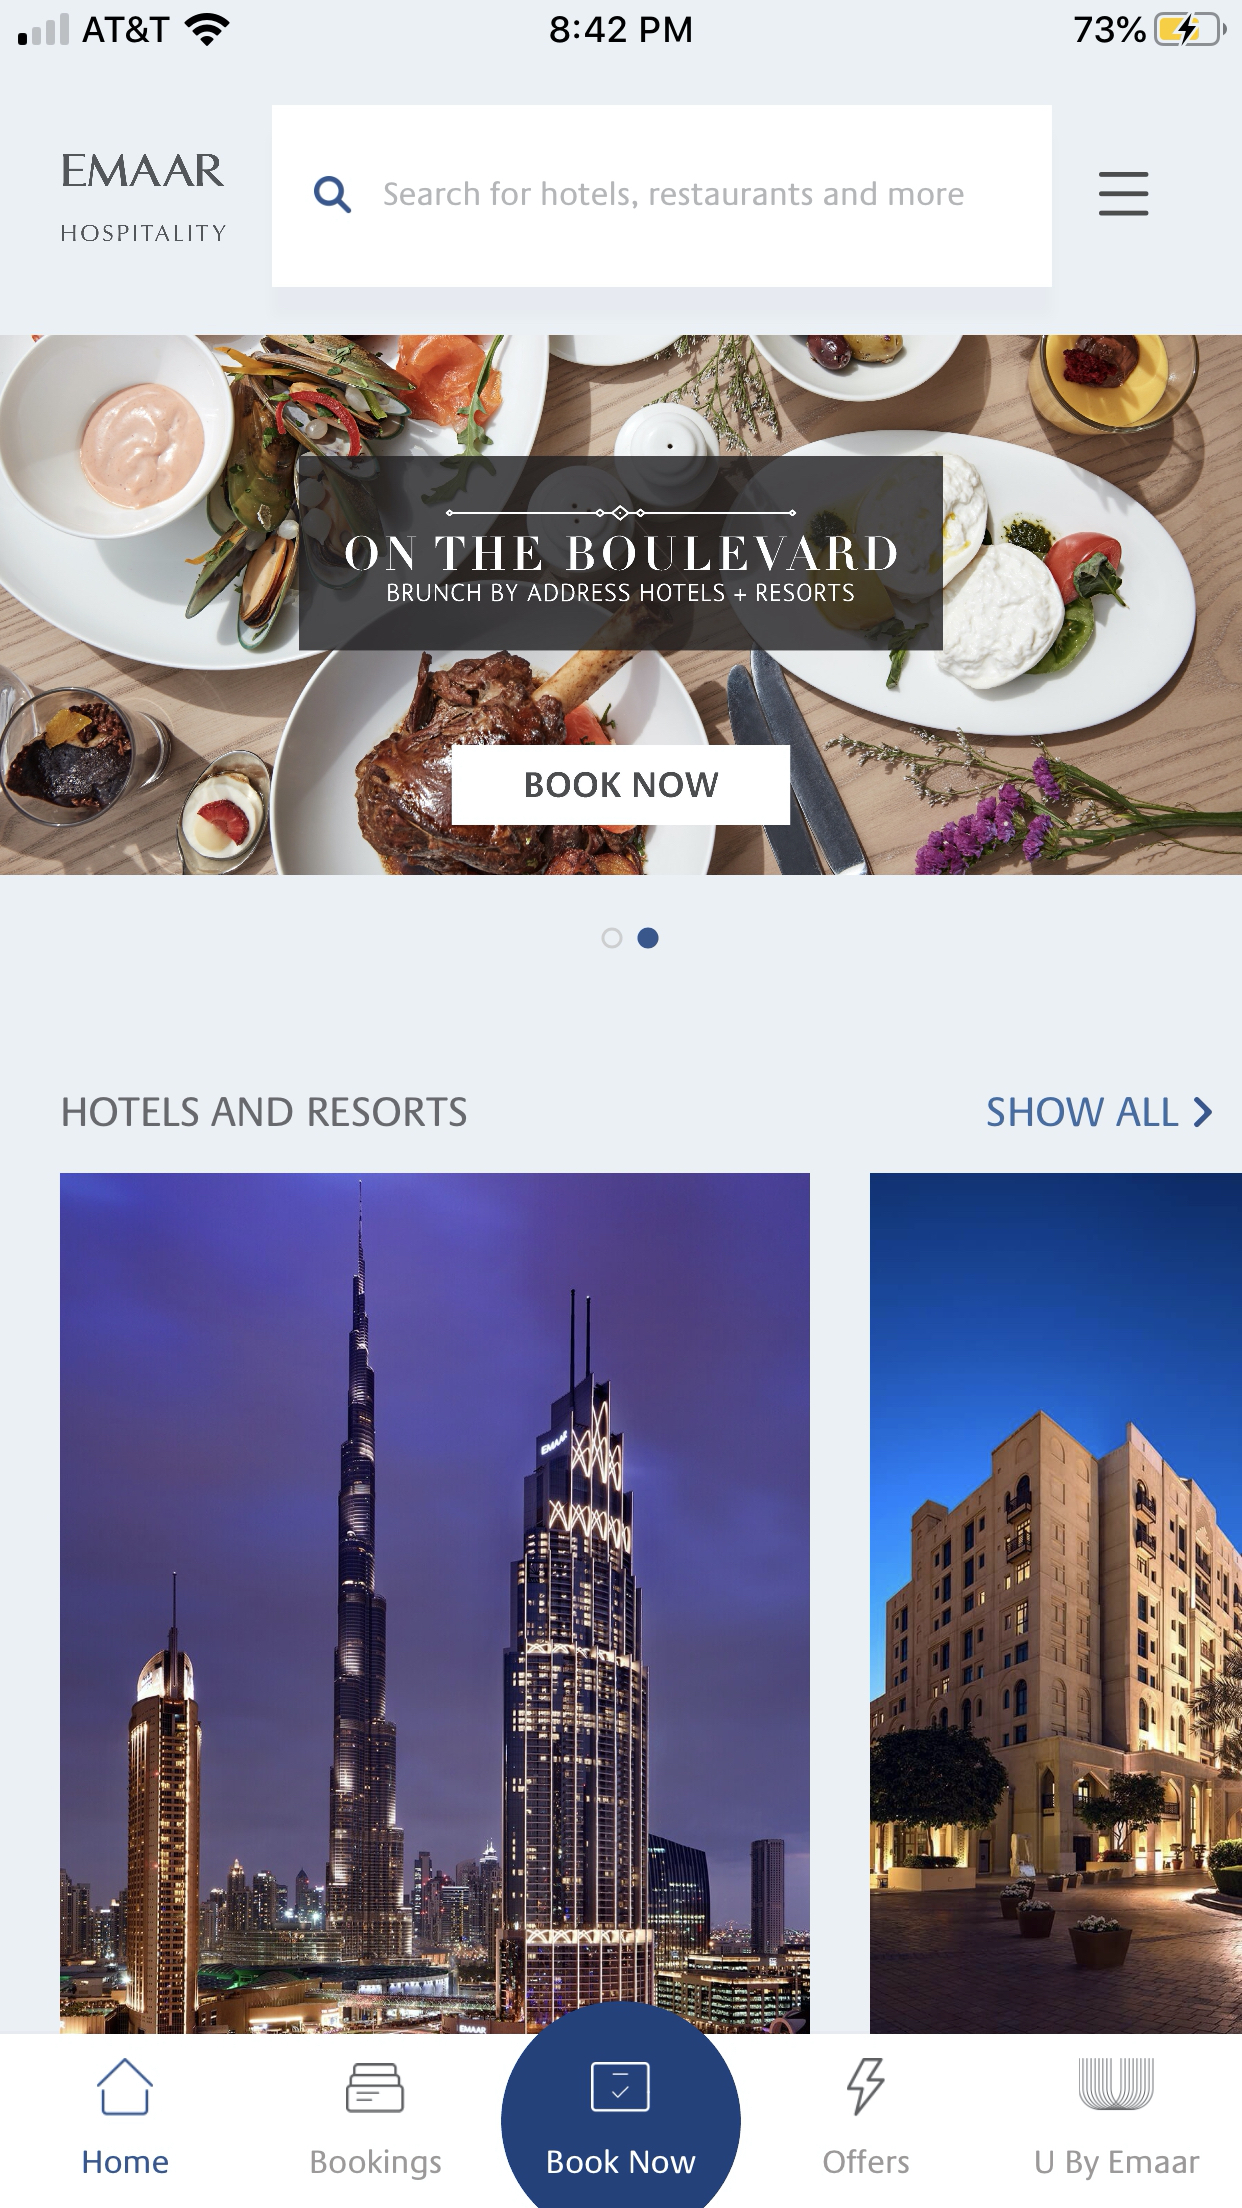 AT&T
8:42 PM
73%
EMAAR
HOSPITALITY
Search for hotels, restaurants and more
ON THE BOULEVARD
BRUNCH BY ADDRESS HOTELS + RESORTS
BOOK NOW
HOTELS AND RESORTS
SHOW ALL
EMAAR
EMAAR
Home
Bookings
Book Now
Offers
U By Emaar